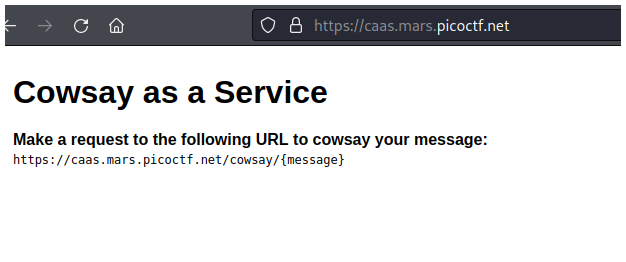 https://caas.mars.picoctf.net
Cowsay as a Service
Make a request to the following URL to cowsay your message:
https://caas.mars.picoctf.net/cowsay/{message}